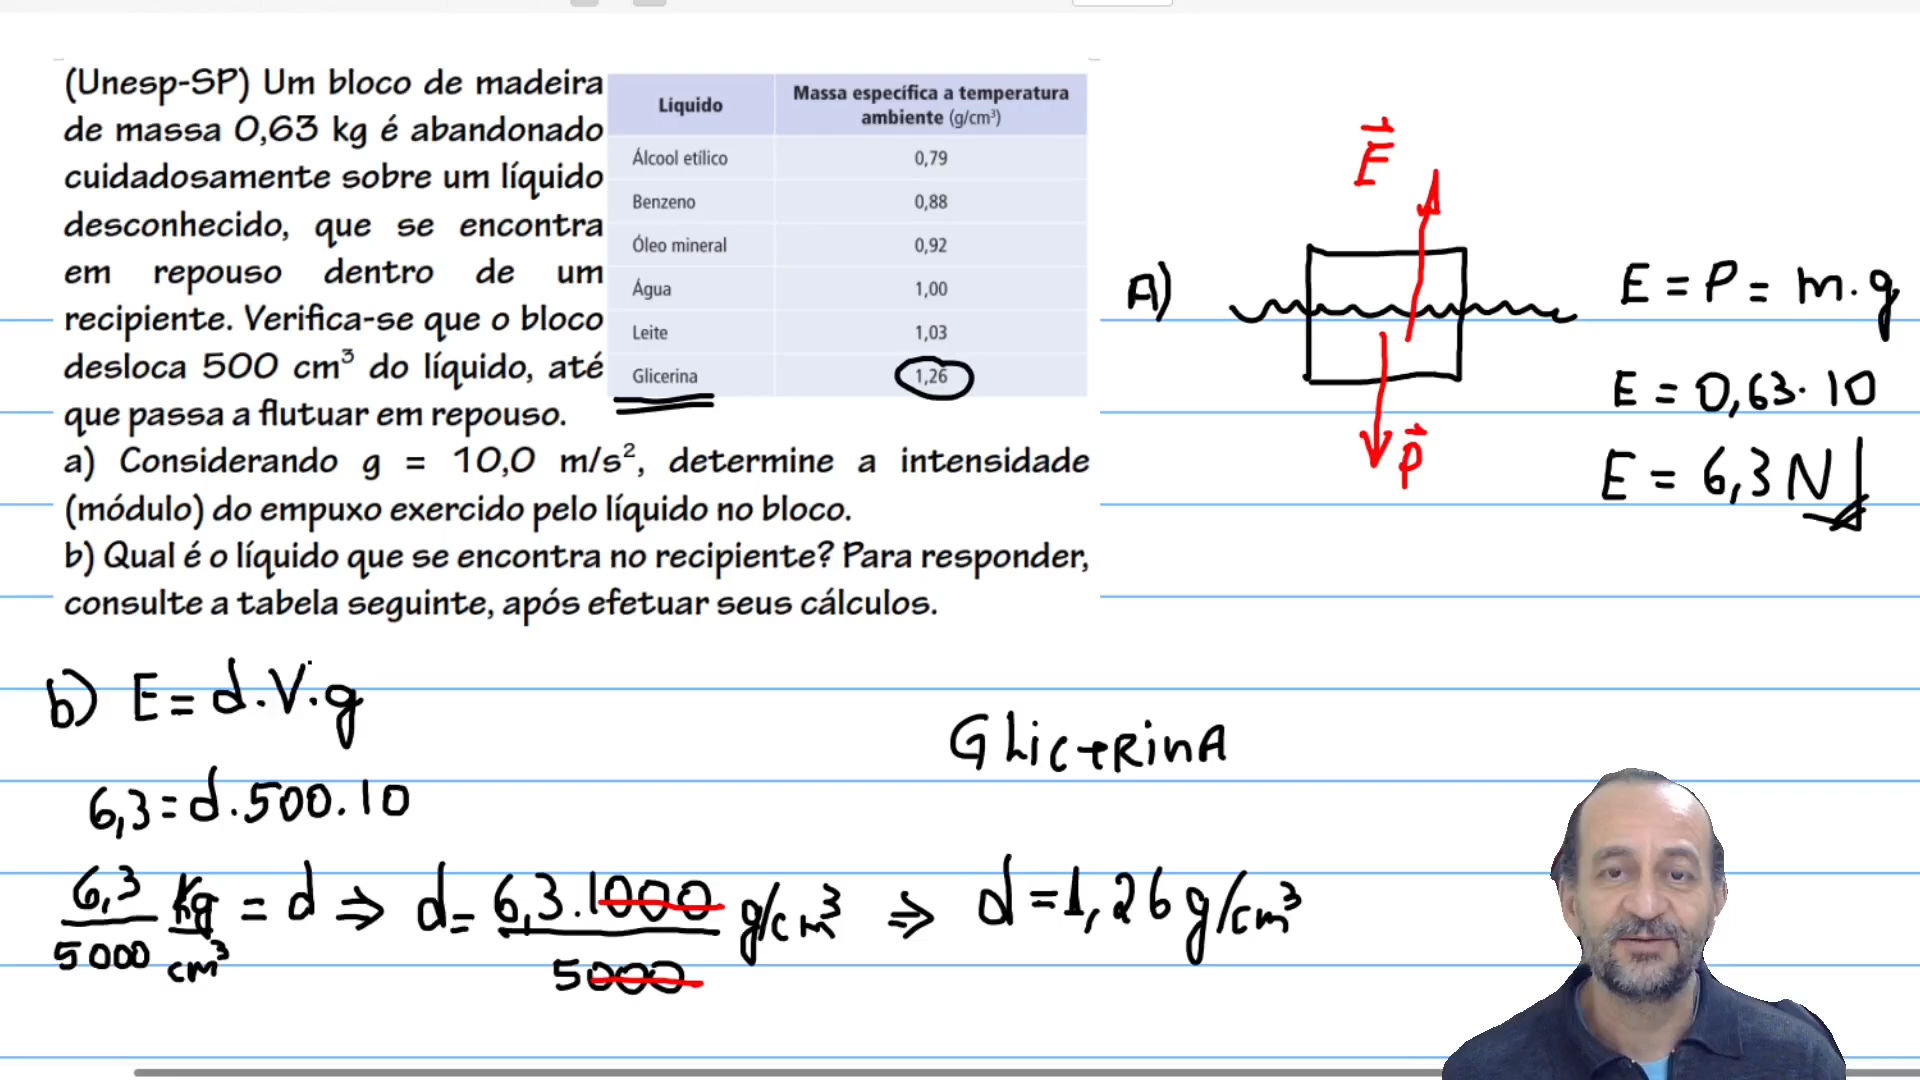 (Unesp-SP) Um bloco de madeira
de massa 0,63 kg é abandonado
cuidadosamente sobre um líquido
desconhecido, que se encontra
em repouso dentro de um
recipiente. Verifica-se que o bloco
desloca 500 cm³ do líquido, até
que passa a flutuar em repouso.
a) Considerando g = 10,0 m/s², determine a intensidade
(módulo) do empuxo exercido pelo líquido no bloco.
b) Qual é o líquido que se encontra no recipiente? Para responder,
consulte a tabela seguinte, após efetuar seus cálculos.
Líquido Massa específica a temperatura ambiente (g/cm³)
Álcool etílico 0,79
Benzeno 0,88
Óleo mineral 0,92
Água 1,00
Leite 1,03
Glicerina 1,26
A)
E⃗
P⃗
E = P = m.g
E = 0,63.10
E = 6,3 N
b) E = d.V.g
6,3 = d.500.10
6,3/5000 Kg/cm³ = d ⇒ d = 6,3.1000/5000 g/cm³ ⇒ d = 1,26 g/cm³
GLiceRinA